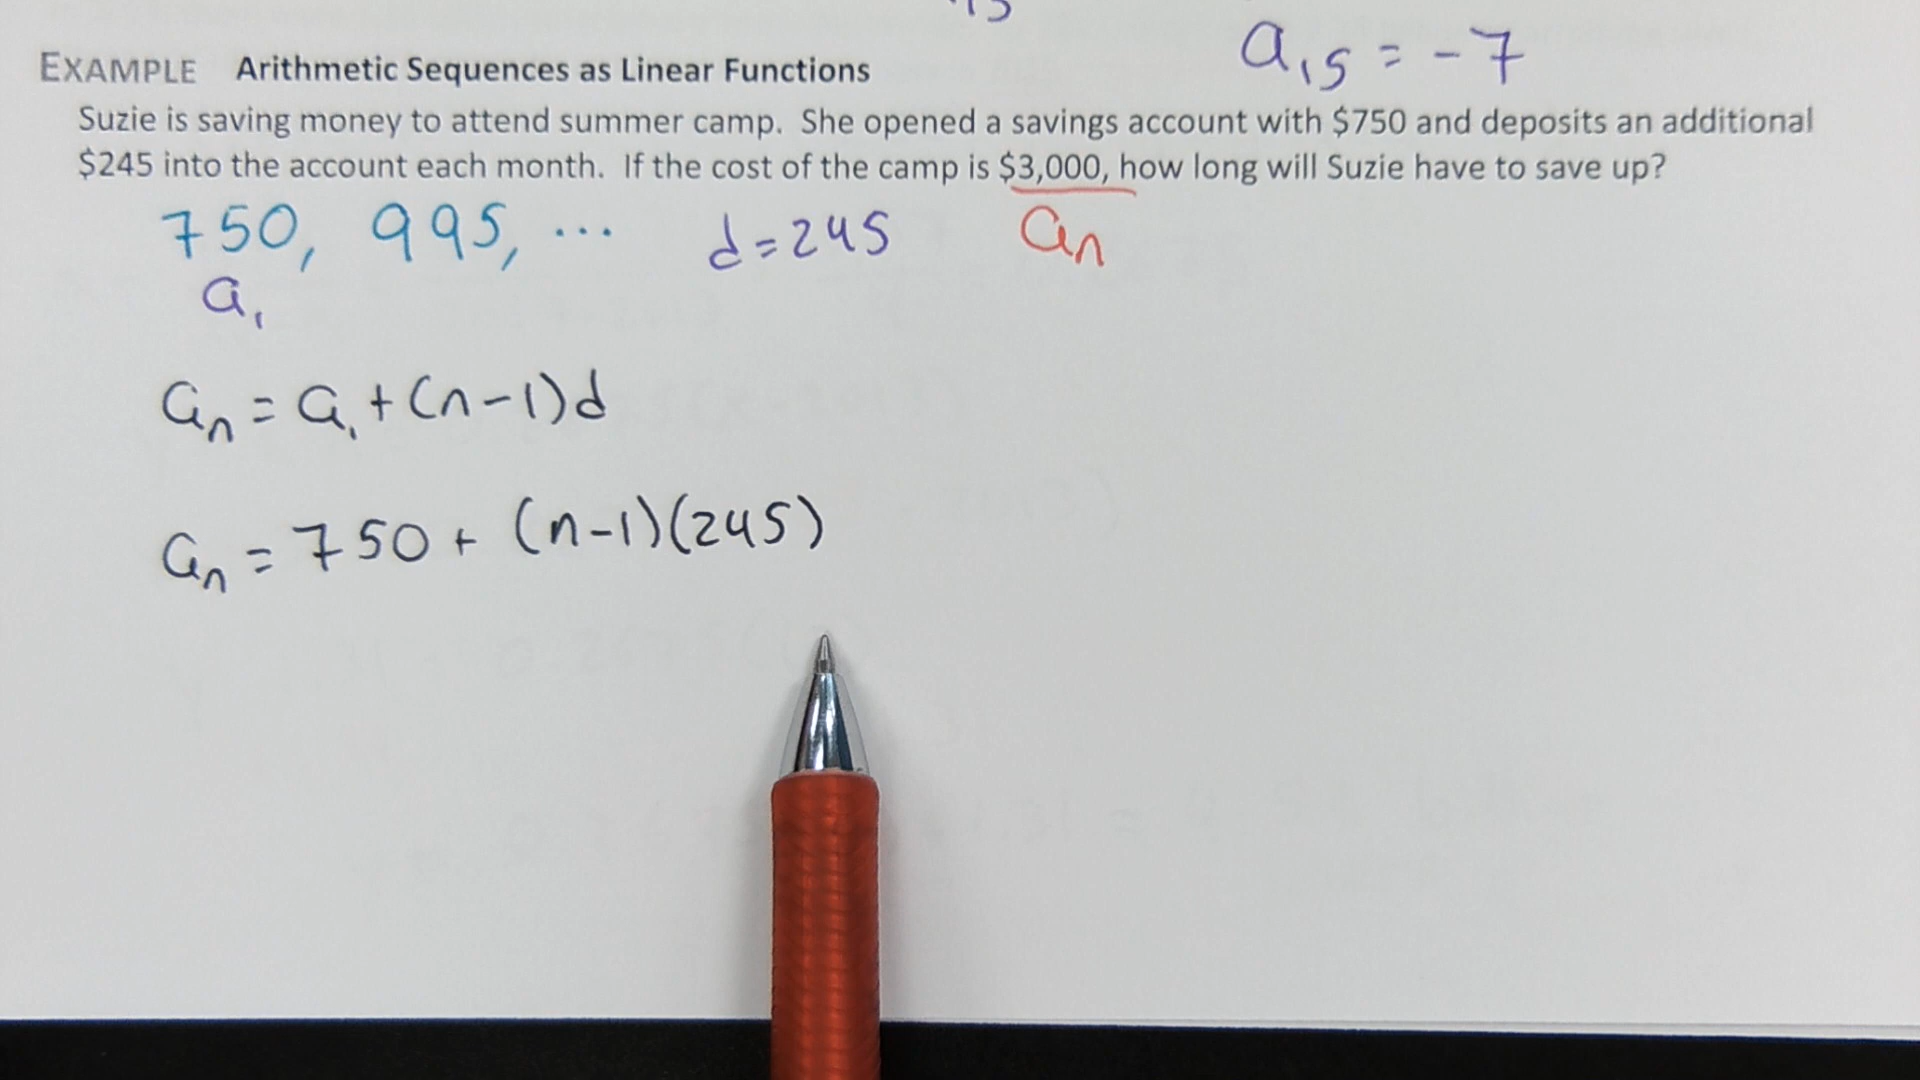 a₁₅ = -7
EXAMPLE Arithmetic Sequences as Linear Functions
Suzie is saving money to attend summer camp. She opened a savings account with $750 and deposits an additional
$245 into the account each month. If the cost of the camp is $3,000, how long will Suzie have to save up?
750, 995, ... d=245 aₙ
a₁
aₙ = a₁ + (n-1)d
aₙ = 750 + (n-1)(245)